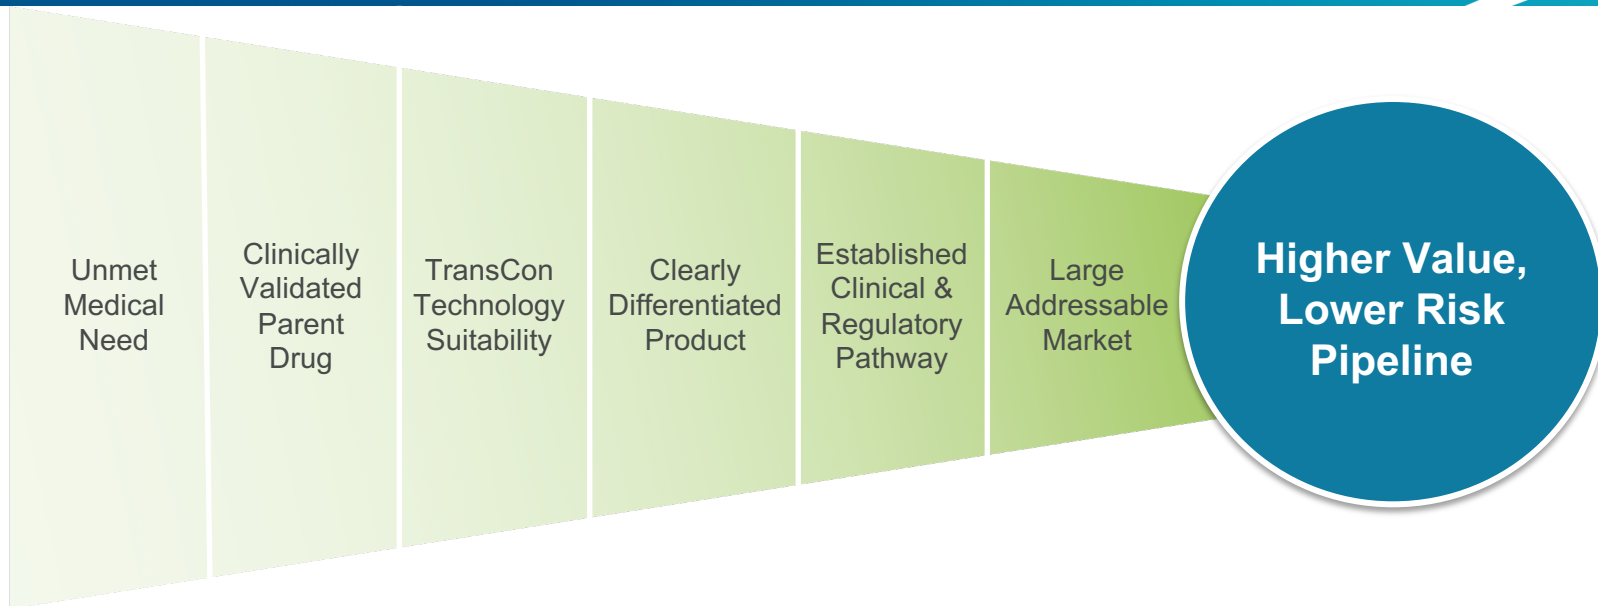 Unmet
Medical
Need
Clinically
Validated
Parent
Drug
TransCon
Technology
Suitability
Clearly
Differentiated
Product
Established
Clinical &
Regulatory
Pathway
Large
Addressable
Market
Higher Value,
Lower Risk
Pipeline